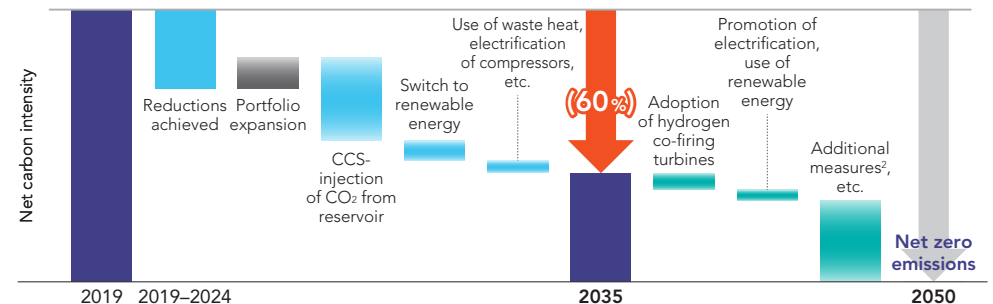 Net carbon intensity
Reductions
achieved
Portfolio
expansion
CCS-
injection
of CO2 from
reservoir
Switch to
renewable
energy
Use of waste heat,
electrification
of compressors,
etc.
(60%)
Adoption
of hydrogen
co-firing
turbines
Promotion of
electrification,
use of
renewable
energy
Additional
measures²,
etc.
Net zero
emissions
2019
2019–2024
2035
2050